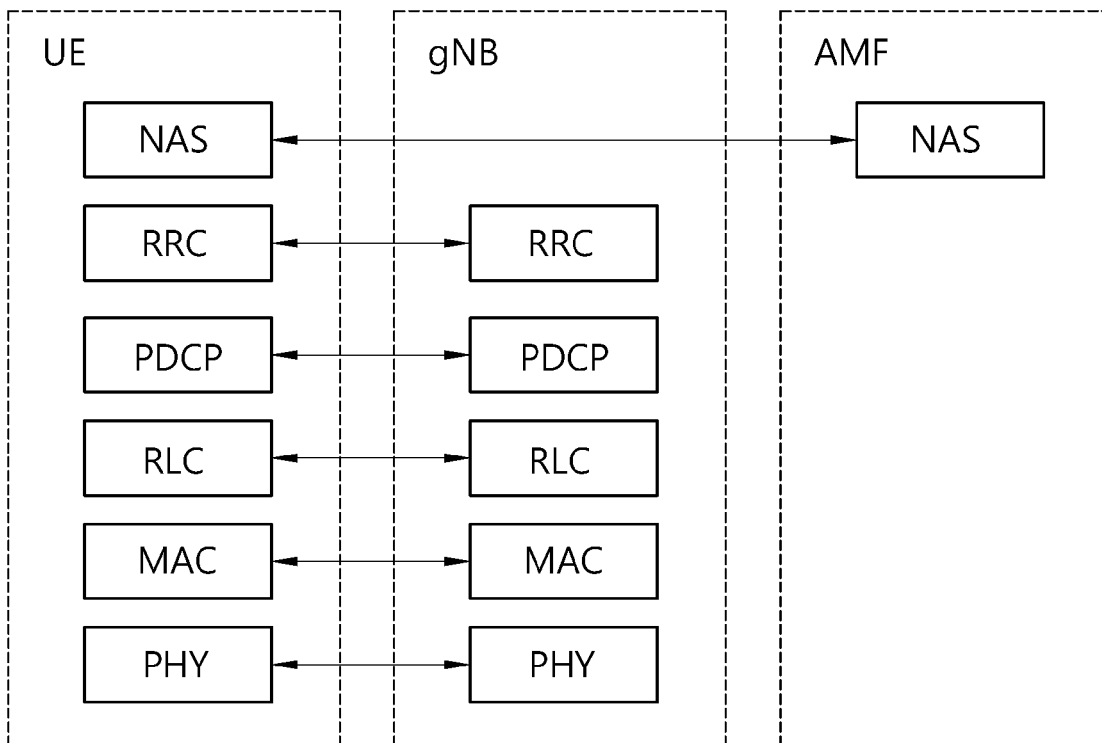 UE
gNB
AMF
NAS
NAS
RRC
RRC
PDCP
PDCP
RLC
RLC
MAC
MAC
PHY
PHY